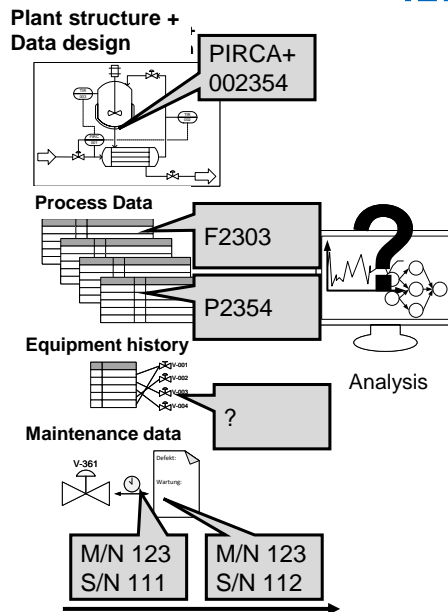 Plant structure +
Data design
PIRCA+
002354
Process Data
F2303
P2354
Equipment history
V-001
V-002
V-003
V-004
?
Analysis
Maintenance data
V-361
Defekt:
Wartung:
M/N 123
S/N 111
M/N 123
S/N 112